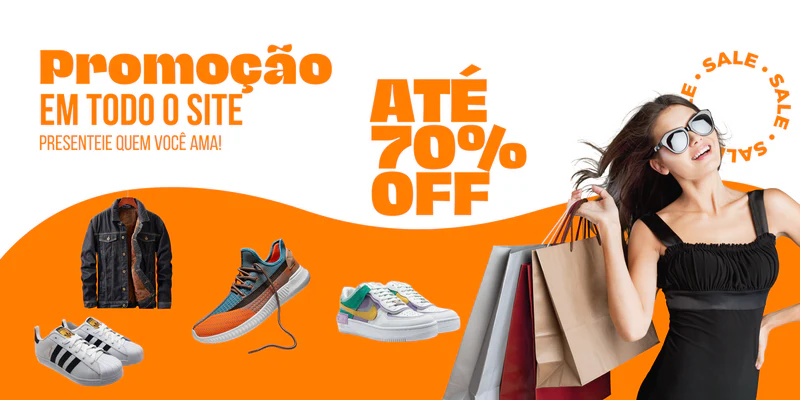 Promoção
EM TODO O SITE
PRESENTEIE QUEM VOCÊ AMA!
ATÉ
70%
OFF
SALE • SALE • SALE •